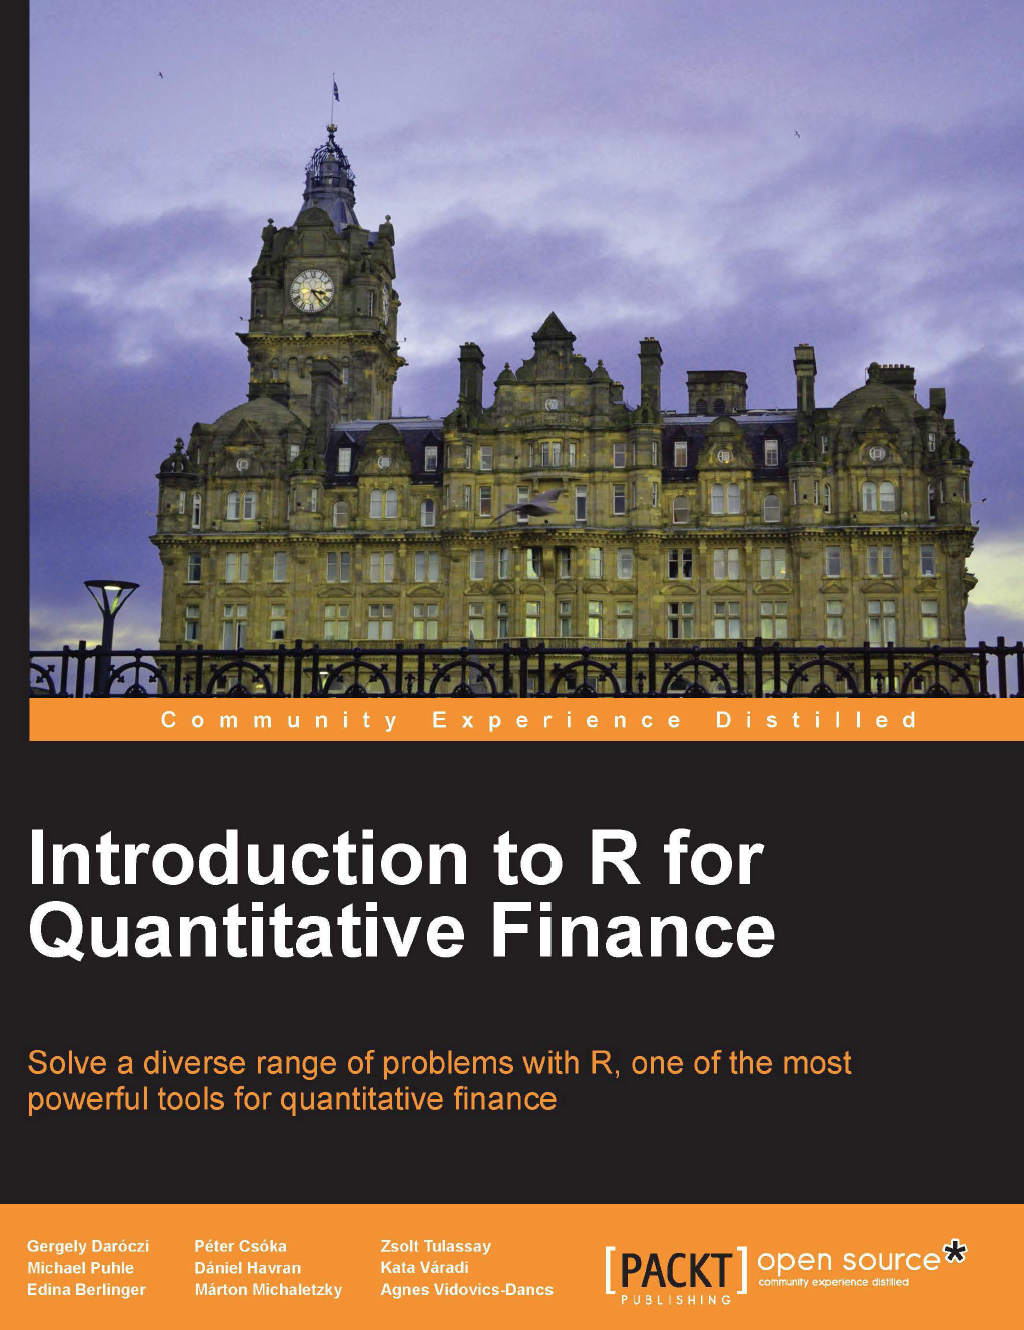 Community Experience Distilled
Introduction to R for
Quantitative Finance
Solve a diverse range of problems with R, one of the most
powerful tools for quantitative finance
Gergely Daróczi
Michael Puhle
Edina Berlinger
Péter Csóka
Dániel Havran
Márton Michaletzky
Zsolt Tulassay
Kata Váradi
Agnes Vidovics-Dancs
[PACKT]
PUBLISHING
open source*
community experience distilled